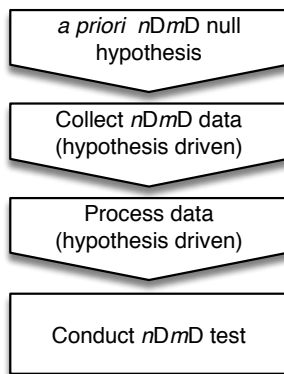 a priori nDmD null
hypothesis
Collect nDmD data
(hypothesis driven)
Process data
(hypothesis driven)
Conduct nDmD test